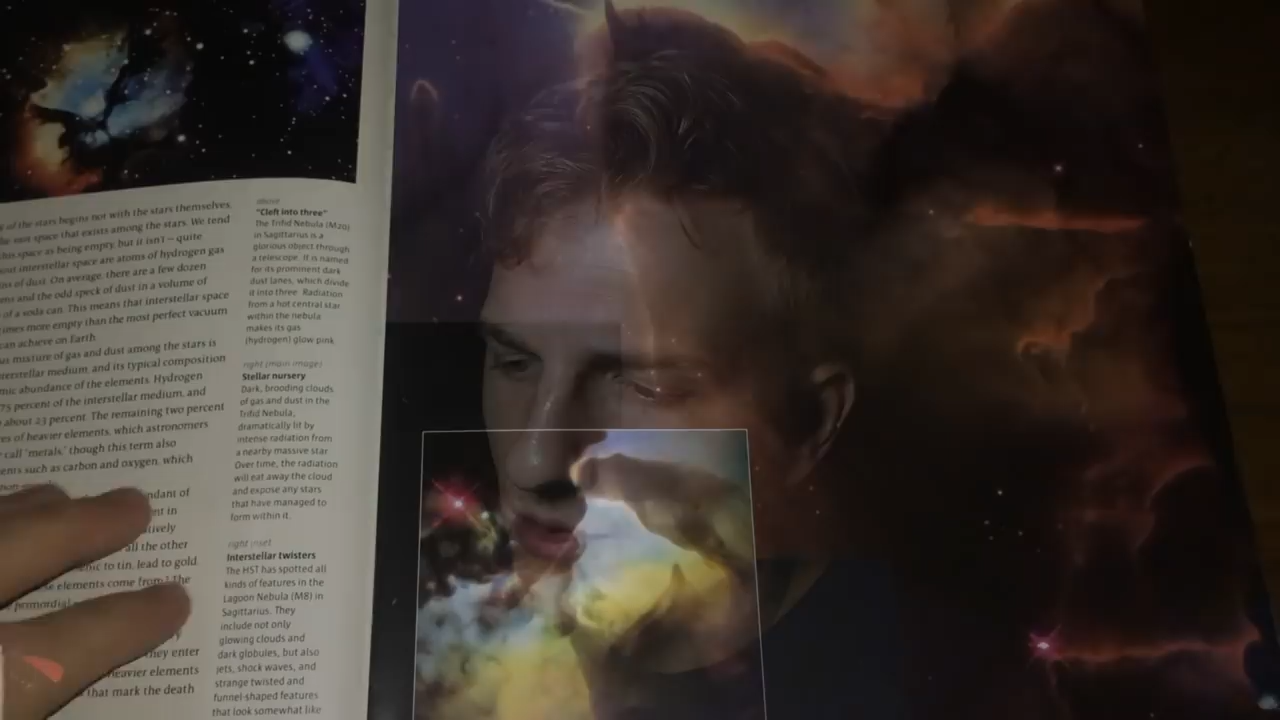 of the stars begins not with the stars themselves,
space that exists among the stars. We tend
this space as being empty, but it isn't – quite
interstellar space are atoms of hydrogen gas
of dust. On average, there are a few dozen
and the odd speck of dust in a volume of
of a soda can. This means that interstellar space
times more empty than the most perfect vacuum
can achieve on Earth.
mixture of gas and dust among the stars is
interstellar medium, and its typical composition
abundance of the elements. Hydrogen
75 percent of the interstellar medium, and
about 23 percent. The remaining two percent
of heavier elements, which astronomers
call 'metals,' though this term also
such as carbon and oxygen, which
of
in
all the other
to tin, lead to gold.
elements come from? The
primordial
They enter
heavier elements
that mark the death
above
"Cleft into three"
The Trifid Nebula (M20)
in Sagittarius is a
glorious object through
a telescope. It is named
for its prominent dark
dust lanes, which divide
it into three. Radiation
from a hot central star
within the nebula
makes its gas
(hydrogen) glow pink.
right (main image)
Stellar nursery
Dark, brooding clouds
of gas and dust in the
Trifid Nebula,
dramatically lit by
intense radiation from
a nearby massive star.
Over time, the radiation
will eat away the cloud
and expose any stars
that have managed to
form within it.
right inset
Interstellar twisters
The HST has spotted all
kinds of features in the
Lagoon Nebula (M8) in
Sagittarius. They
include not only
glowing clouds and
dark globules, but also
jets, shock waves, and
strange twisted and
funnel-shaped features
that look somewhat like